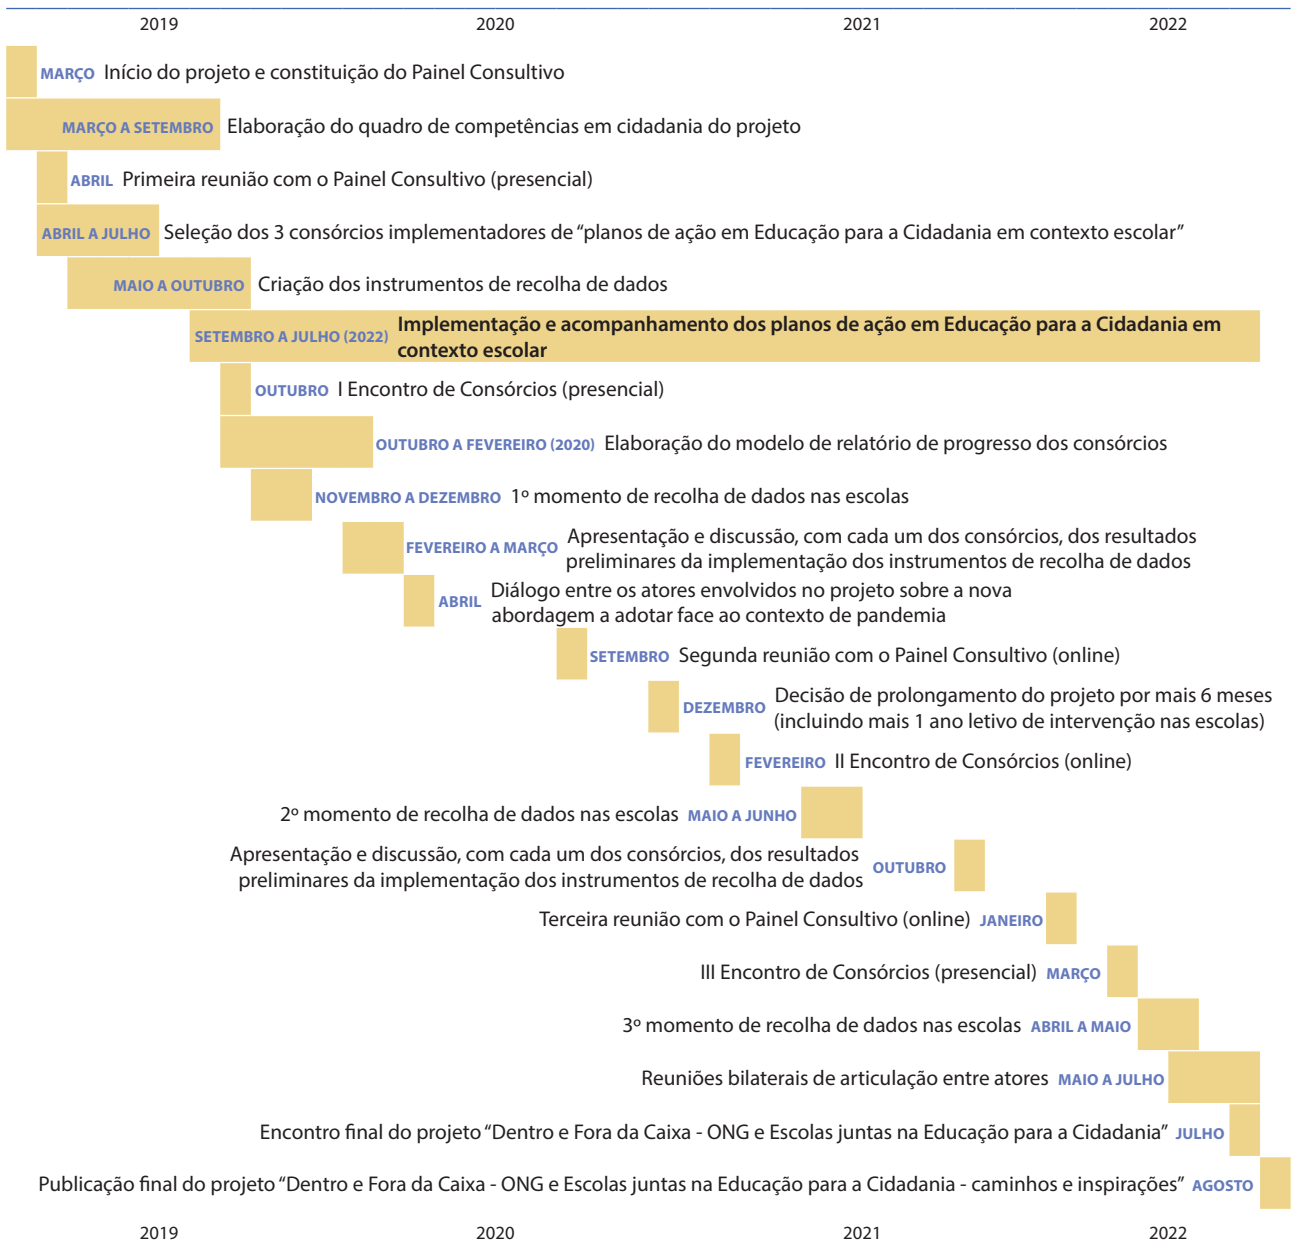 2019 2020 2021 2022
MARÇO Início do projeto e constituição do Painel Consultivo
MARÇO A SETEMBRO Elaboração do quadro de competências em cidadania do projeto
ABRIL Primeira reunião com o Painel Consultivo (presencial)
ABRIL A JULHO Seleção dos 3 consórcios implementadores de “planos de ação em Educação para a Cidadania em contexto escolar”
MAIO A OUTUBRO Criação dos instrumentos de recolha de dados
SETEMBRO A JULHO (2022) Implementação e acompanhamento dos planos de ação em Educação para a Cidadania em
contexto escolar
OUTUBRO I Encontro de Consórcios (presencial)
OUTUBRO A FEVEREIRO (2020) Elaboração do modelo de relatório de progresso dos consórcios
NOVEMBRO A DEZEMBRO 1º momento de recolha de dados nas escolas
FEVEREIRO A MARÇO Apresentação e discussão, com cada um dos consórcios, dos resultados
preliminares da implementação dos instrumentos de recolha de dados
ABRIL Diálogo entre os atores envolvidos no projeto sobre a nova
abordagem a adotar face ao contexto de pandemia
SETEMBRO Segunda reunião com o Painel Consultivo (online)
DEZEMBRO Decisão de prolongamento do projeto por mais 6 meses
(incluindo mais 1 ano letivo de intervenção nas escolas)
FEVEREIRO II Encontro de Consórcios (online)
2º momento de recolha de dados nas escolas MAIO A JUNHO
Apresentação e discussão, com cada um dos consórcios, dos resultados
preliminares da implementação dos instrumentos de recolha de dados OUTUBRO
Terceira reunião com o Painel Consultivo (online) JANEIRO
III Encontro de Consórcios (presencial) MARÇO
3º momento de recolha de dados nas escolas ABRIL A MAIO
Reuniões bilaterais de articulação entre atores MAIO A JULHO
Encontro final do projeto “Dentro e Fora da Caixa - ONG e Escolas juntas na Educação para a Cidadania” JULHO
Publicação final do projeto “Dentro e Fora da Caixa - ONG e Escolas juntas na Educação para a Cidadania - caminhos e inspirações” AGOSTO
2019 2020 2021 2022